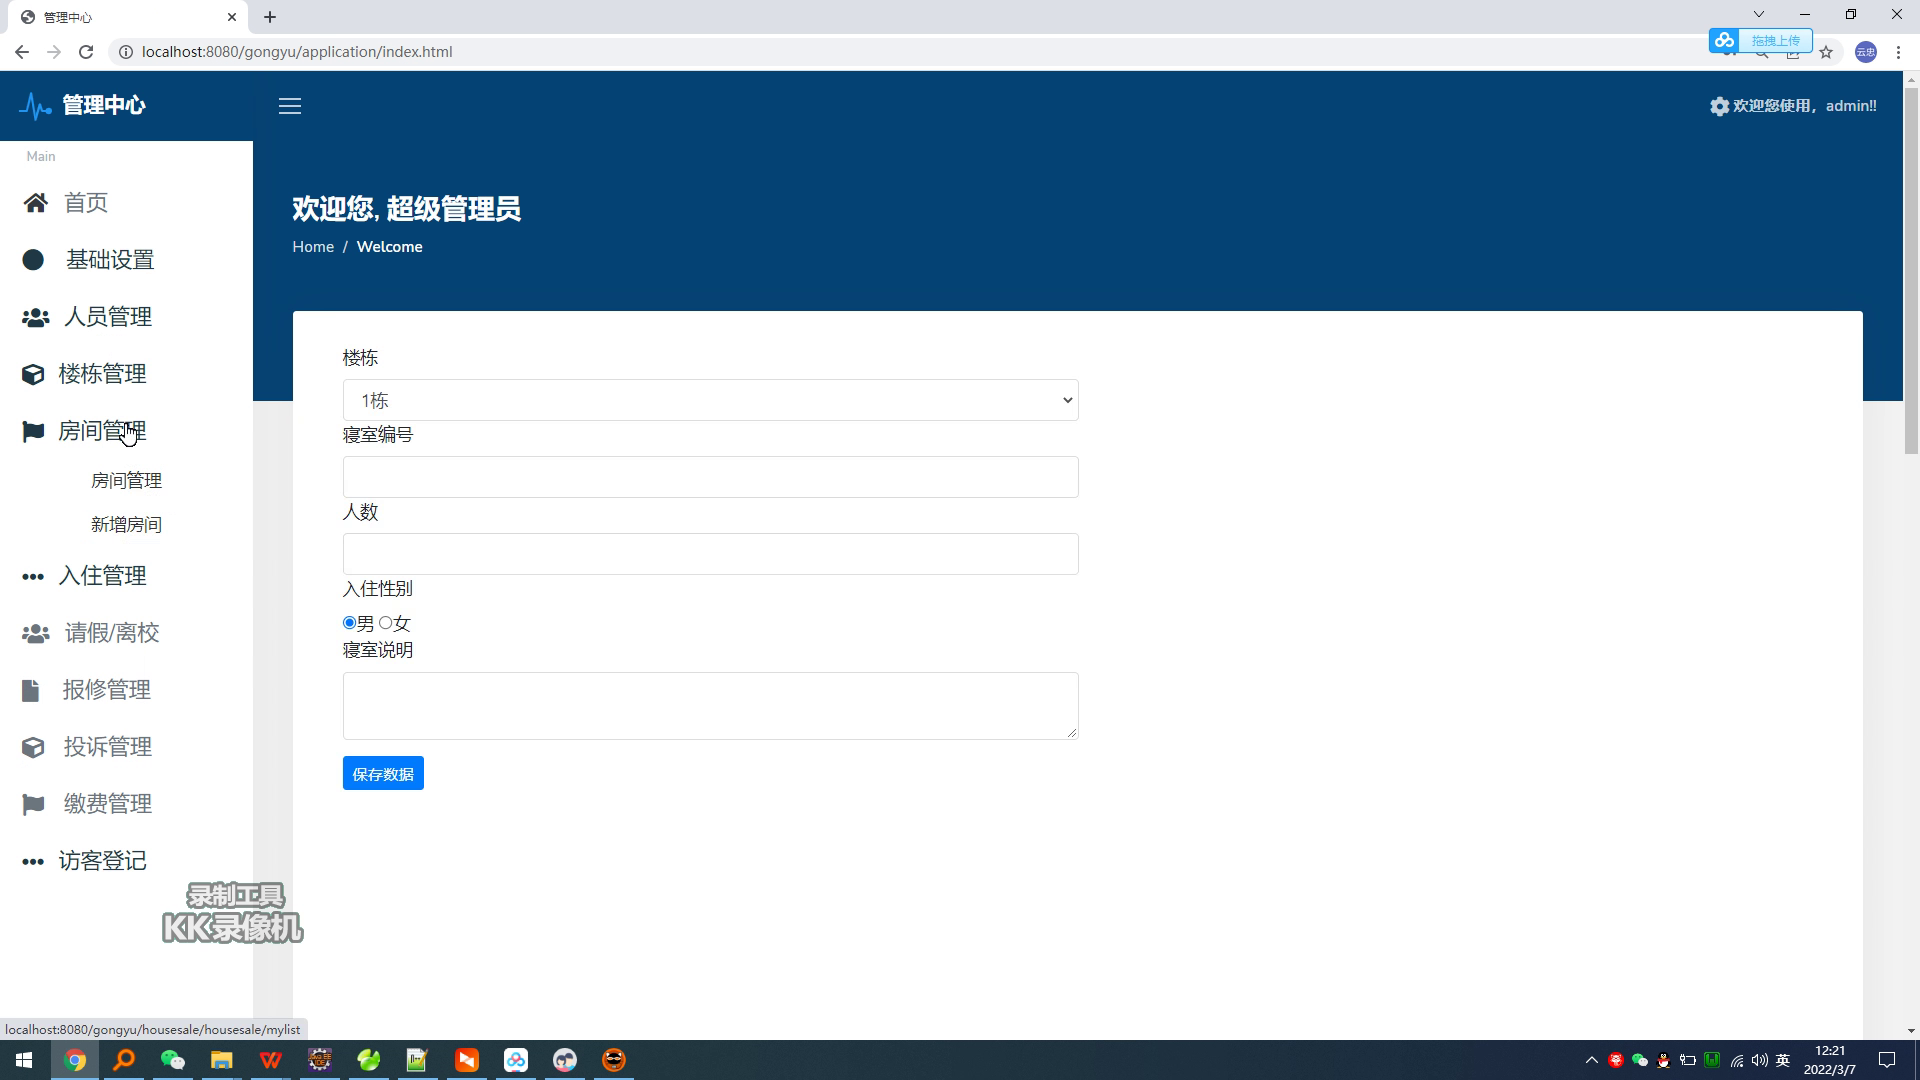 管理中心
localhost:8080/gongyu/application/index.html
拖拽上传
云忠
管理中心
欢迎您使用，admin!!
Main
首页
基础设置
人员管理
楼栋管理
房间管理
房间管理
新增房间
入住管理
请假/离校
报修管理
投诉管理
缴费管理
访客登记
欢迎您, 超级管理员
Home / Welcome
楼栋
1栋
寝室编号
人数
入住性别
男 女
寝室说明
保存数据
录制工具
KK录像机
localhost:8080/gongyu/housesale/housesale/mylist
英
12:21
2022/3/7